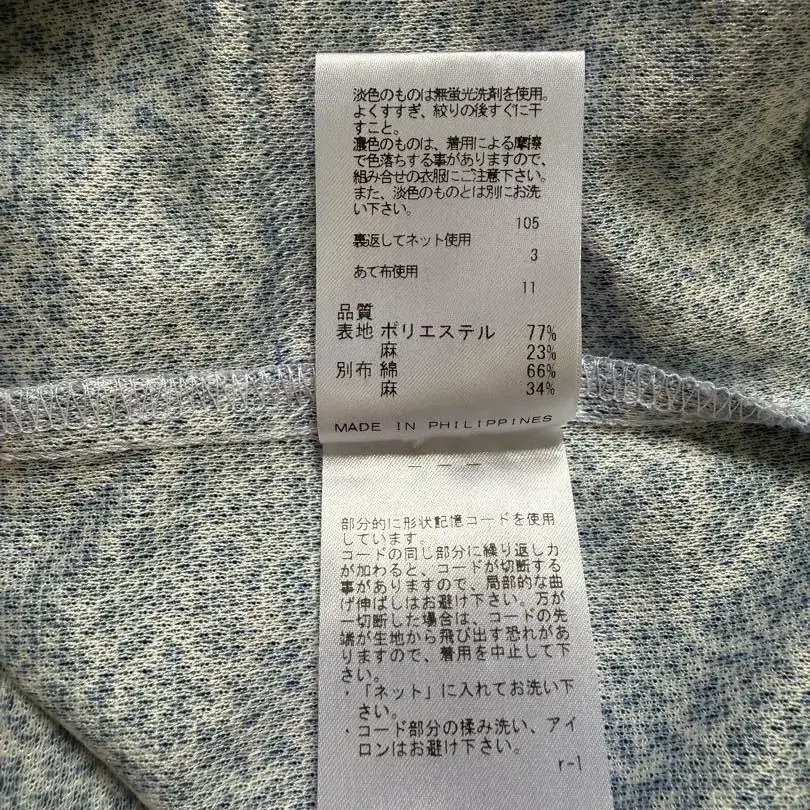 淡色のものは無蛍光洗剤を使用。
よくすすぎ、絞りの後すぐに干
すこと。
濃色のものは、着用による摩擦
で色落ちする事がありますので、
組み合せの衣服にご注意下さい。
また、淡色のものとは別にお洗
い下さい。
105
裏返してネット使用
3
あて布使用
11
品質
表地 ポリエステル 77%
麻 23%
別布 綿 66%
麻 34%
MADE IN PHILIPPINES
— — —
部分的に形状記憶コードを使用
しています。
コードの同じ部分に繰り返し力
が加わると、コードが切断する
事がありますので、局部的な曲
げ伸ばしはお避け下さい。万が
一切断した場合は、コードの先
端が生地から飛び出す恐れがあ
りますので、着用を中止して下
さい。
・「ネット」に入れてお洗い下
さい。
・コード部分の揉み洗い、アイ
ロンはお避け下さい。
r-1